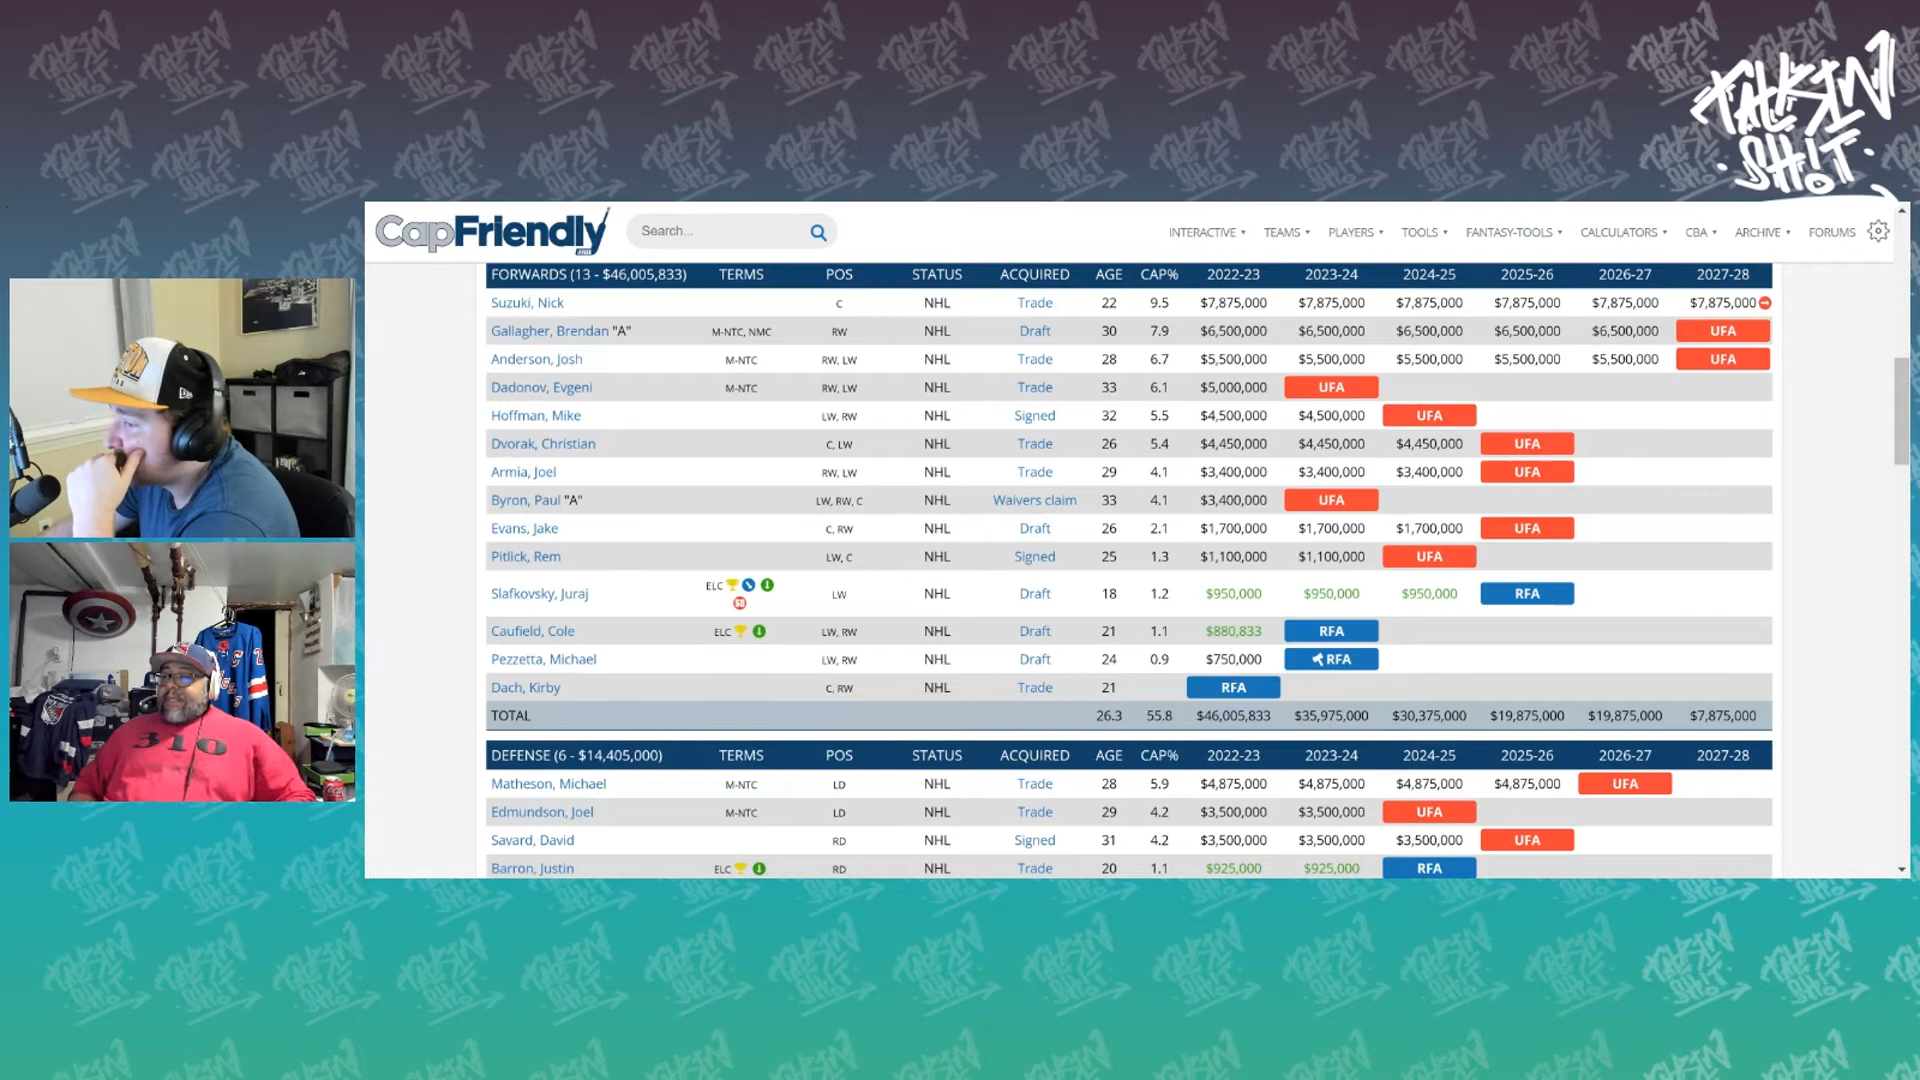 TALKIN
SH!T
CapFriendly
Search...
INTERACTIVE TEAMS PLAYERS TOOLS FANTASY-TOOLS CALCULATORS CBA ARCHIVE FORUMS
FORWARDS (13 - $46,005,833) TERMS POS STATUS ACQUIRED AGE CAP% 2022-23 2023-24 2024-25 2025-26 2026-27 2027-28
Suzuki, Nick C NHL Trade 22 9.5 $7,875,000 $7,875,000 $7,875,000 $7,875,000 $7,875,000 $7,875,000
Gallagher, Brendan "A" M-NTC, NMC RW NHL Draft 30 7.9 $6,500,000 $6,500,000 $6,500,000 $6,500,000 $6,500,000 UFA
Anderson, Josh M-NTC RW, LW NHL Trade 28 6.7 $5,500,000 $5,500,000 $5,500,000 $5,500,000 $5,500,000 UFA
Dadonov, Evgeni M-NTC RW, LW NHL Trade 33 6.1 $5,000,000 UFA
Hoffman, Mike LW, RW NHL Signed 32 5.5 $4,500,000 $4,500,000 UFA
Dvorak, Christian C, LW NHL Trade 26 5.4 $4,450,000 $4,450,000 $4,450,000 UFA
Armia, Joel RW, LW NHL Trade 29 4.1 $3,400,000 $3,400,000 $3,400,000 UFA
Byron, Paul "A" LW, RW, C NHL Waivers claim 33 4.1 $3,400,000 UFA
Evans, Jake C, RW NHL Draft 26 2.1 $1,700,000 $1,700,000 $1,700,000 UFA
Pitlick, Rem LW, C NHL Signed 25 1.3 $1,100,000 $1,100,000 UFA
Slafkovsky, Juraj ELC LW NHL Draft 18 1.2 $950,000 $950,000 $950,000 RFA
Caufield, Cole ELC LW, RW NHL Draft 21 1.1 $880,833 RFA
Pezzetta, Michael LW, RW NHL Draft 24 0.9 $750,000 RFA
Dach, Kirby C, RW NHL Trade 21 RFA
TOTAL 26.3 55.8 $46,005,833 $35,975,000 $30,375,000 $19,875,000 $19,875,000 $7,875,000
DEFENSE (6 - $14,405,000) TERMS POS STATUS ACQUIRED AGE CAP% 2022-23 2023-24 2024-25 2025-26 2026-27 2027-28
Matheson, Michael M-NTC LD NHL Trade 28 5.9 $4,875,000 $4,875,000 $4,875,000 $4,875,000 UFA
Edmundson, Joel M-NTC LD NHL Trade 29 4.2 $3,500,000 $3,500,000 UFA
Savard, David RD NHL Signed 31 4.2 $3,500,000 $3,500,000 $3,500,000 UFA
Barron, Justin ELC RD NHL Trade 20 1.1 $925,000 $925,000 RFA
310